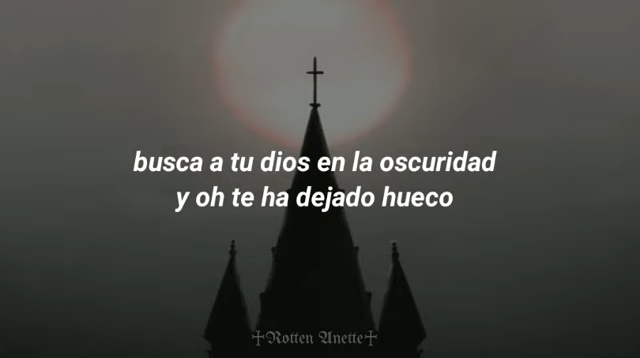 busca a tu dios en la oscuridad
y oh te ha dejado hueco
♱Rotten Anette♱